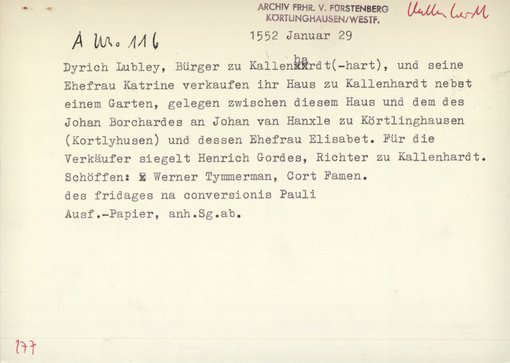 ARCHIV FRHR. V. FÜRSTENBERG
KÖRTLINGHAUSEN/WESTF.
Kallenhardt
A Nr. 116
1552 Januar 29
Dyrich Lubley, Bürger zu Kallenhardt(-hart), und seine
Ehefrau Katrine verkaufen ihr Haus zu Kallenhardt nebst
einem Garten, gelegen zwischen diesem Haus und dem des
Johan Borchardes an Johan van Hanxle zu Körtlinghausen
(Kortlyhusen) und dessen Ehefrau Elisabet. Für die
Verkäufer siegelt Henrich Gordes, Richter zu Kallenhardt.
Schöffen: Werner Tymmerman, Cort Famen.
des fridages na conversionis Pauli
Ausf.-Papier, anh.Sg.ab.
177